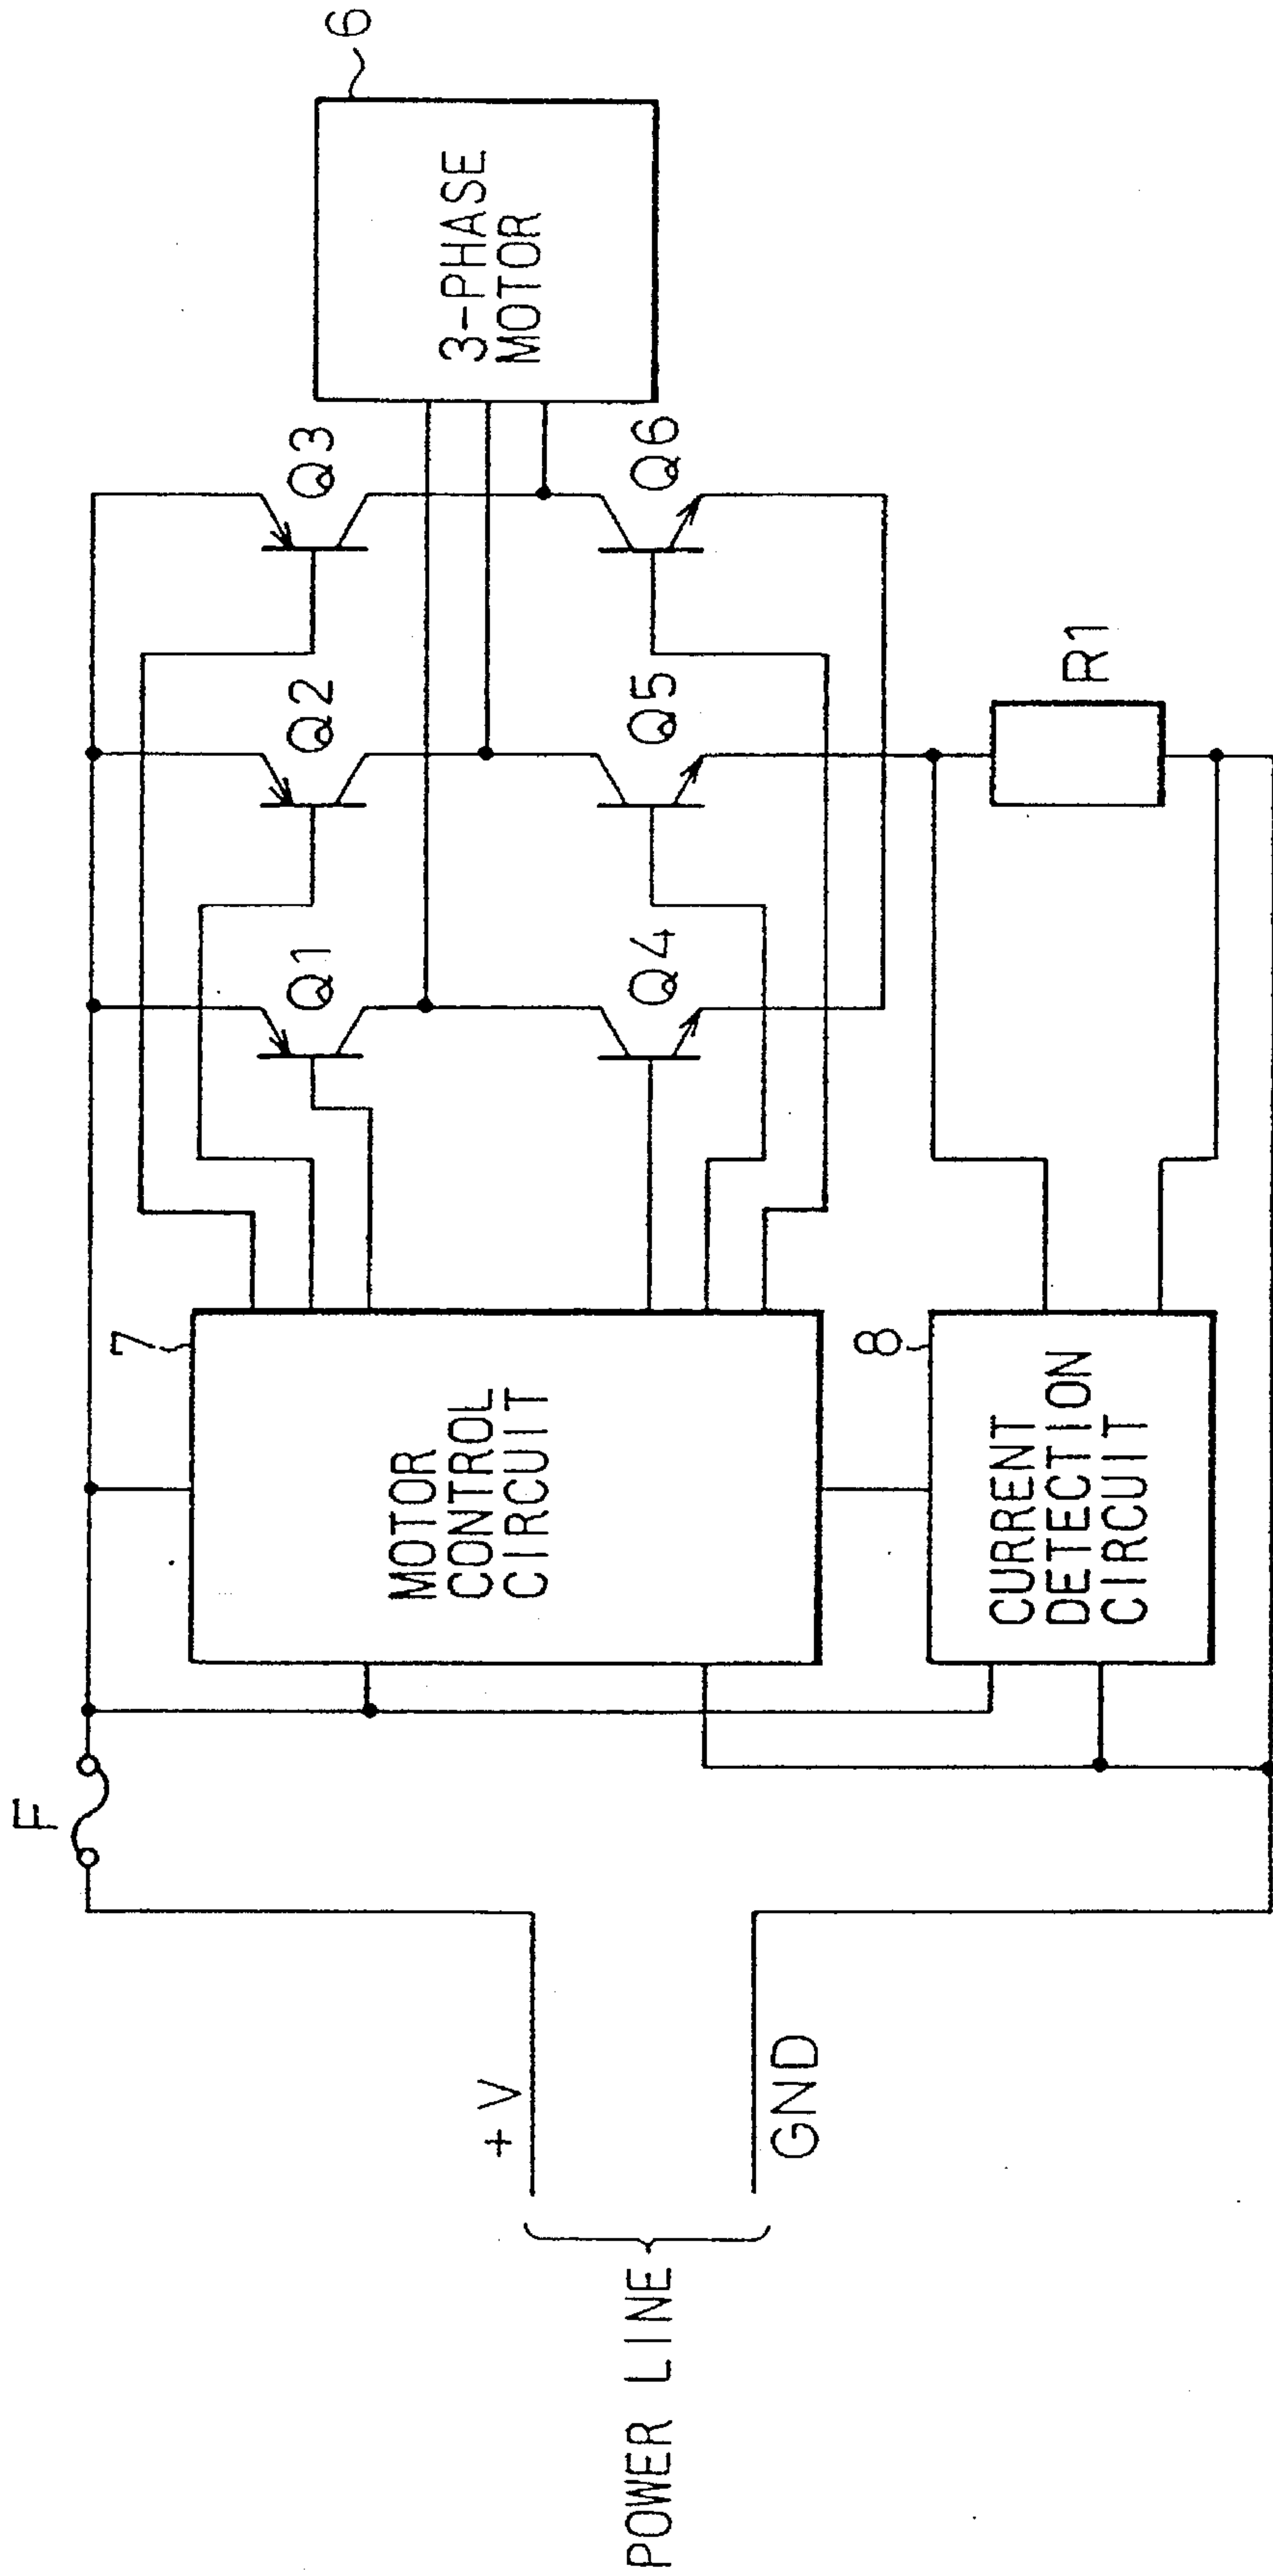 F
+V
GND
POWER LINE
7
MOTOR
CONTROL
CIRCUIT
8
CURRENT
DETECTION
CIRCUIT
Q1
Q2
Q3
Q4
Q5
Q6
R1
6
3-PHASE
MOTOR